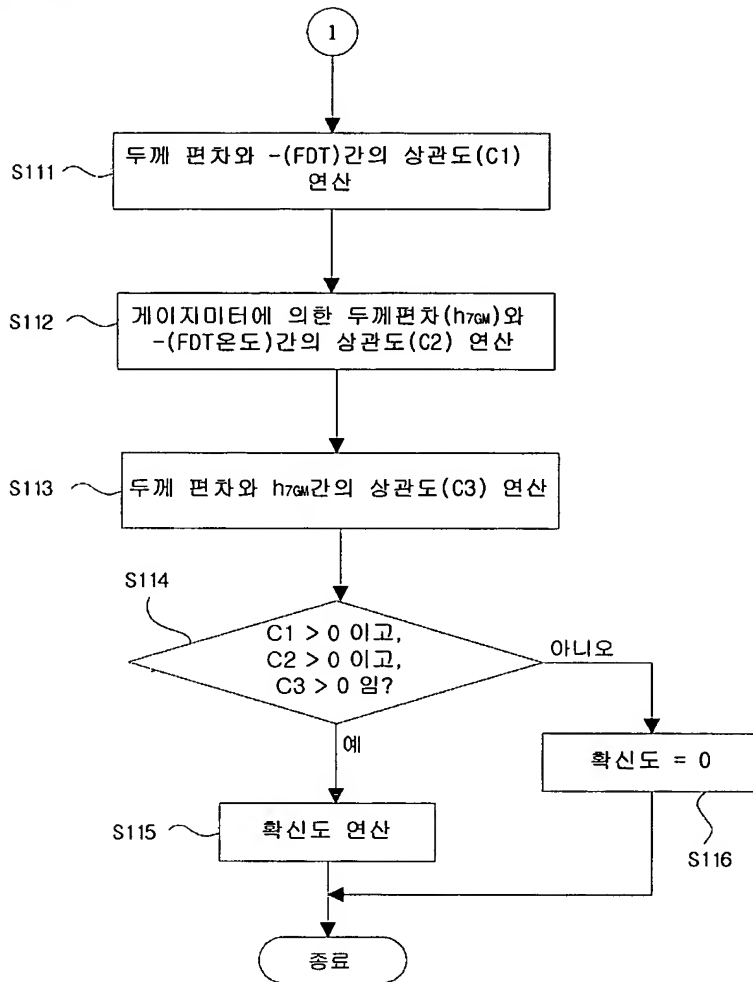 1
S111
두께 편차와 -(FDT)간의 상관도(C1)
연산
S112
게이지미터에 의한 두께편차(h7GM)와
-(FDT온도)간의 상관도(C2) 연산
S113
두께 편차와 h7GM간의 상관도(C3) 연산
S114
C1 > 0 이고,
C2 > 0 이고,
C3 > 0 임?
아니오
예
확신도 = 0
S115
확신도 연산
S116
종료